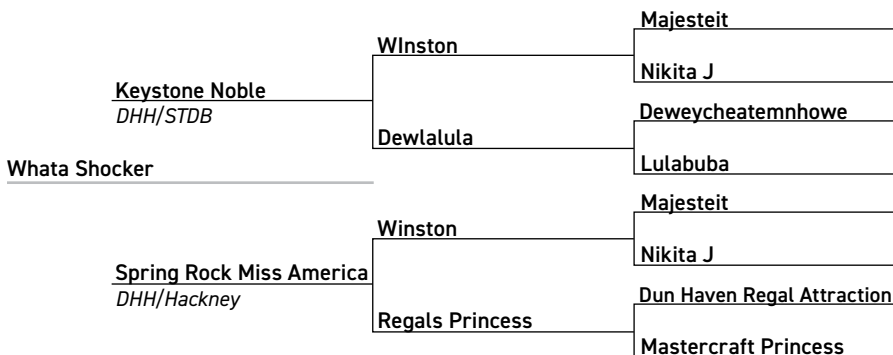 Majesteit
WInston
Nikita J
Keystone Noble
DHH/STDB
Deweycheatemnhowe
Dewlalula
Lulabuba
Whata Shocker
Majesteit
Winston
Nikita J
Spring Rock Miss America
DHH/Hackney
Dun Haven Regal Attraction
Regals Princess
Mastercraft Princess